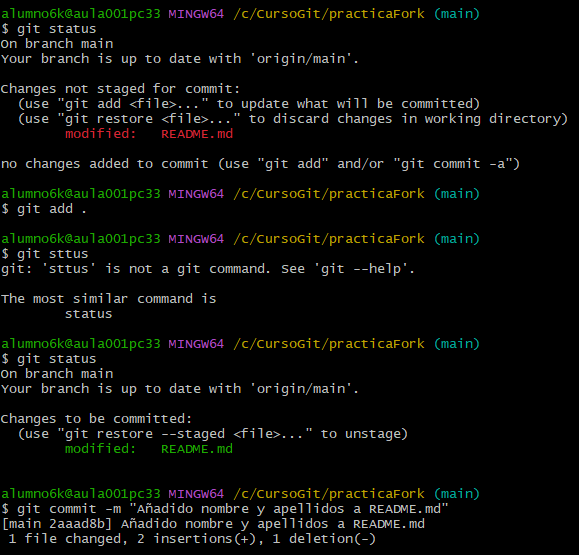 alumno6k@aula001pc33 MINGW64 /c/CursoGit/practicaFork (main)
$ git status
On branch main
Your branch is up to date with 'origin/main'.

Changes not staged for commit:
  (use "git add <file>..." to update what will be committed)
  (use "git restore <file>..." to discard changes in working directory)
        modified:   README.md

no changes added to commit (use "git add" and/or "git commit -a")

alumno6k@aula001pc33 MINGW64 /c/CursoGit/practicaFork (main)
$ git add .

alumno6k@aula001pc33 MINGW64 /c/CursoGit/practicaFork (main)
$ git sttus
git: 'sttus' is not a git command. See 'git --help'.

The most similar command is
        status

alumno6k@aula001pc33 MINGW64 /c/CursoGit/practicaFork (main)
$ git status
On branch main
Your branch is up to date with 'origin/main'.

Changes to be committed:
  (use "git restore --staged <file>..." to unstage)
        modified:   README.md


alumno6k@aula001pc33 MINGW64 /c/CursoGit/practicaFork (main)
$ git commit -m "Añadido nombre y apellidos a README.md"
[main 2aaad8b] Añadido nombre y apellidos a README.md
 1 file changed, 2 insertions(+), 1 deletion(-)